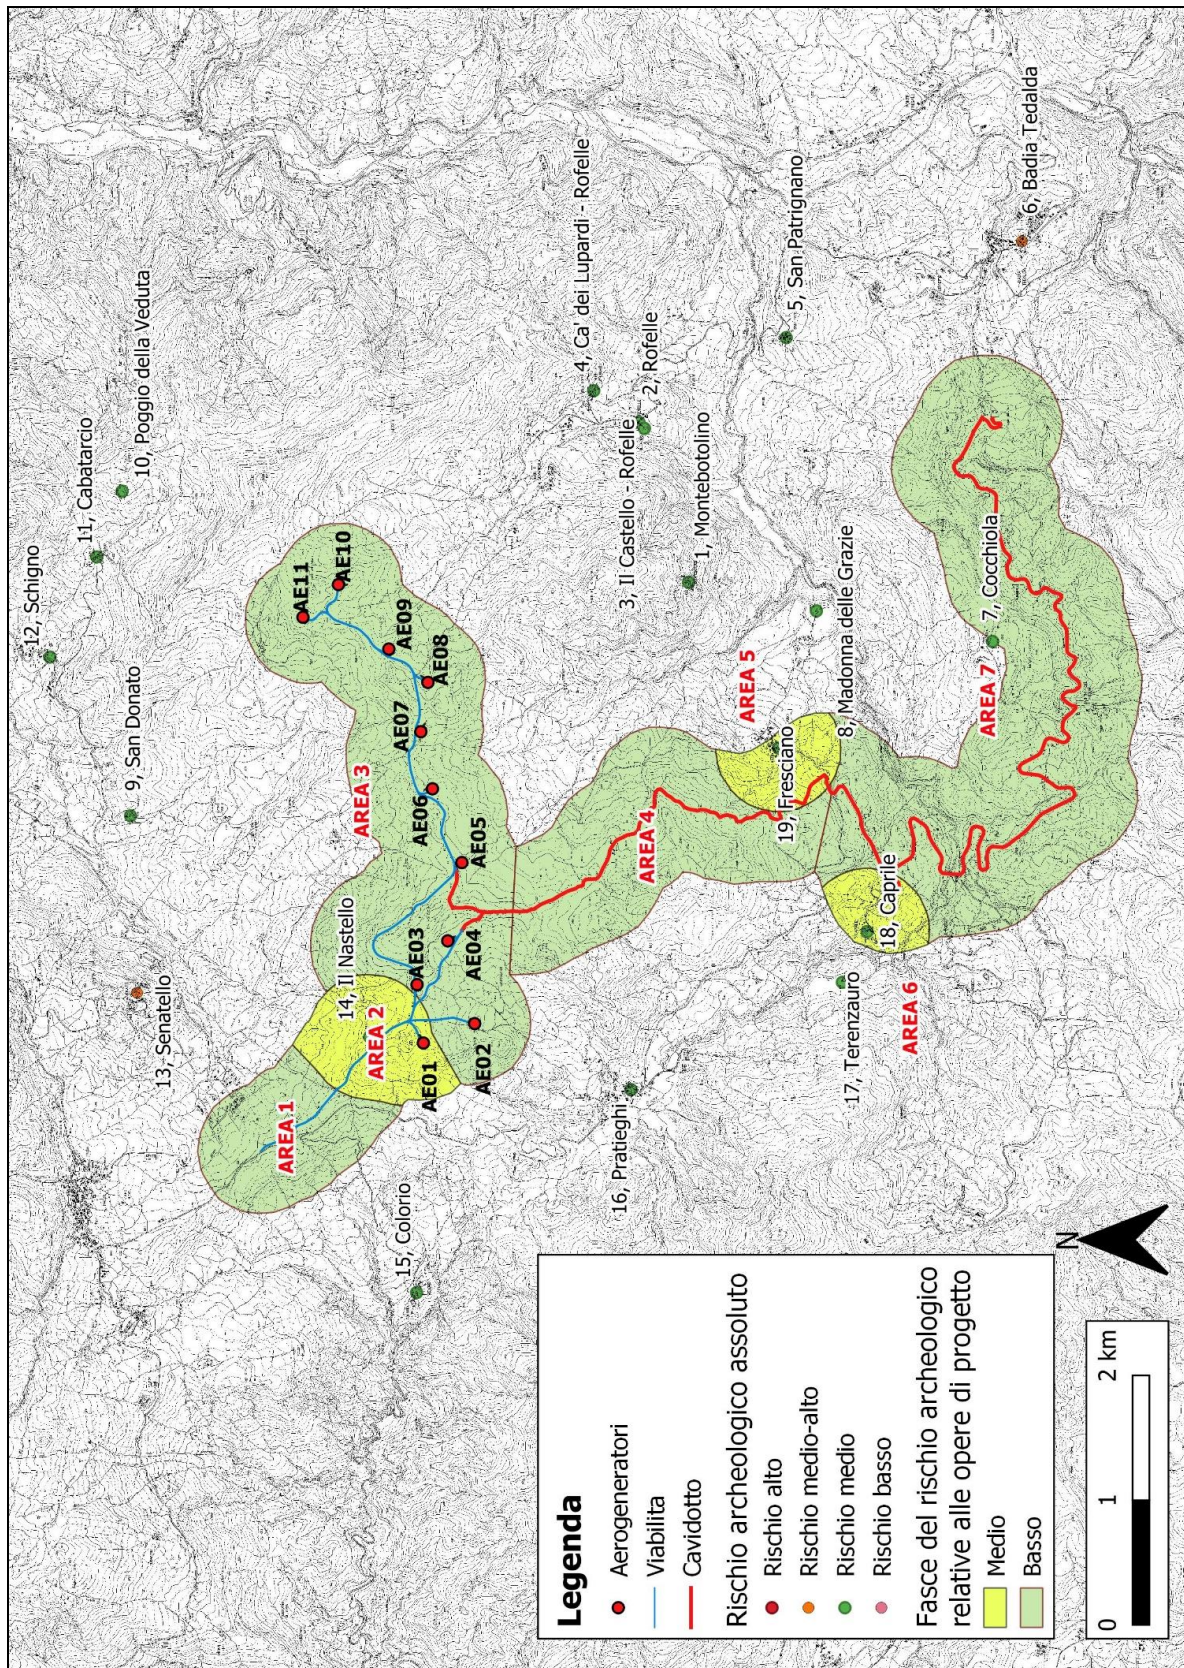 12, Schigno
11, Cabatarcio
10, Poggio della Veduta
9, San Donato
13, Senatello
14, Il Nastello
15, Colorio
16, Pratieghi
17, Terenzauro
18, Caprile
19, Fresciano
8, Madonna delle Grazie
7, Cocchiola
6, Badia Tedalda
5, San Patrignano
4, Ca' dei Lupardi - Rofelle
3, Il Castello - Rofelle
2, Rofelle
1, Montebotolino
AREA 1
AREA 2
AREA 3
AREA 4
AREA 5
AREA 6
AREA 7
AE01
AE02
AE03
AE04
AE05
AE06
AE07
AE08
AE09
AE10
AE11
Legenda
Aerogeneratori
Viabilita
Cavidotto
Rischio archeologico assoluto
Rischio alto
Rischio medio-alto
Rischio medio
Rischio basso
Fasce del rischio archeologico
relative alle opere di progetto
Medio
Basso
N
0 1 2 km